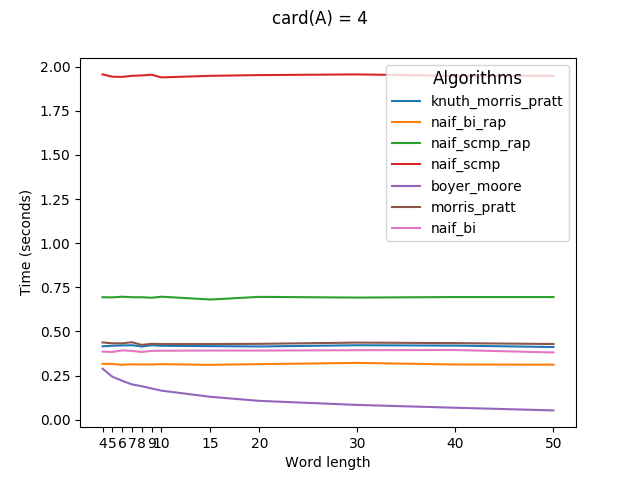 card(A) = 4
2.00
1.75
1.50
1.25
1.00
0.75
0.50
0.25
0.00
Time (seconds)
Algorithms
knuth_morris_pratt
naif_bi_rap
naif_scmp_rap
naif_scmp
boyer_moore
morris_pratt
naif_bi
4 5 6 7 8 9 10 15 20 30 40 50
Word length